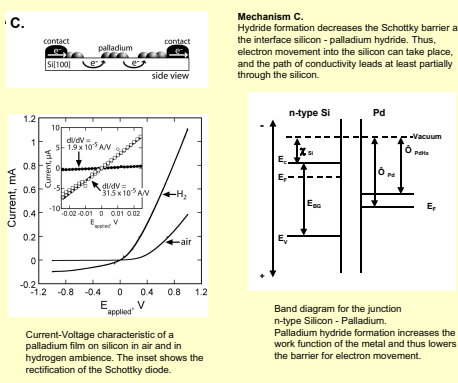 C.
contact
palladium
contact
e-
e-
e-
e-
Si[100]
side view
Mechanism C.
Hydride formation decreases the Schottky barrier a
the interface silicon - palladium hydride. Thus,
electron movement into the silicon can take place,
and the path of conductivity leads at least partially
through the silicon.
Current, mA
1.2
1
0.8
0.6
0.4
0.2
0
-0.2
-1.2 -0.8 -0.4 0 0.4 0.8 1.2
E applied, V
H2
air
Current, µA
10
5
0
-5
-10
dI/dV =
1.9 x 10-5 A/V
dI/dV =
31.5 x 10-5 A/V
-0.02 -0.01 0 0.01 0.02
E applied, V
Current-Voltage characteristic of a
palladium film on silicon in air and in
hydrogen ambience. The inset shows the
rectification of the Schottky diode.
n-type Si Pd
-
Vacuum
χ Si
Ô PdHx
Ô Pd
EC
EF
EBG
EF
EV
+
Band diagram for the junction
n-type Silicon - Palladium.
Palladium hydride formation increases the
work function of the metal and thus lowers
the barrier for electron movement.